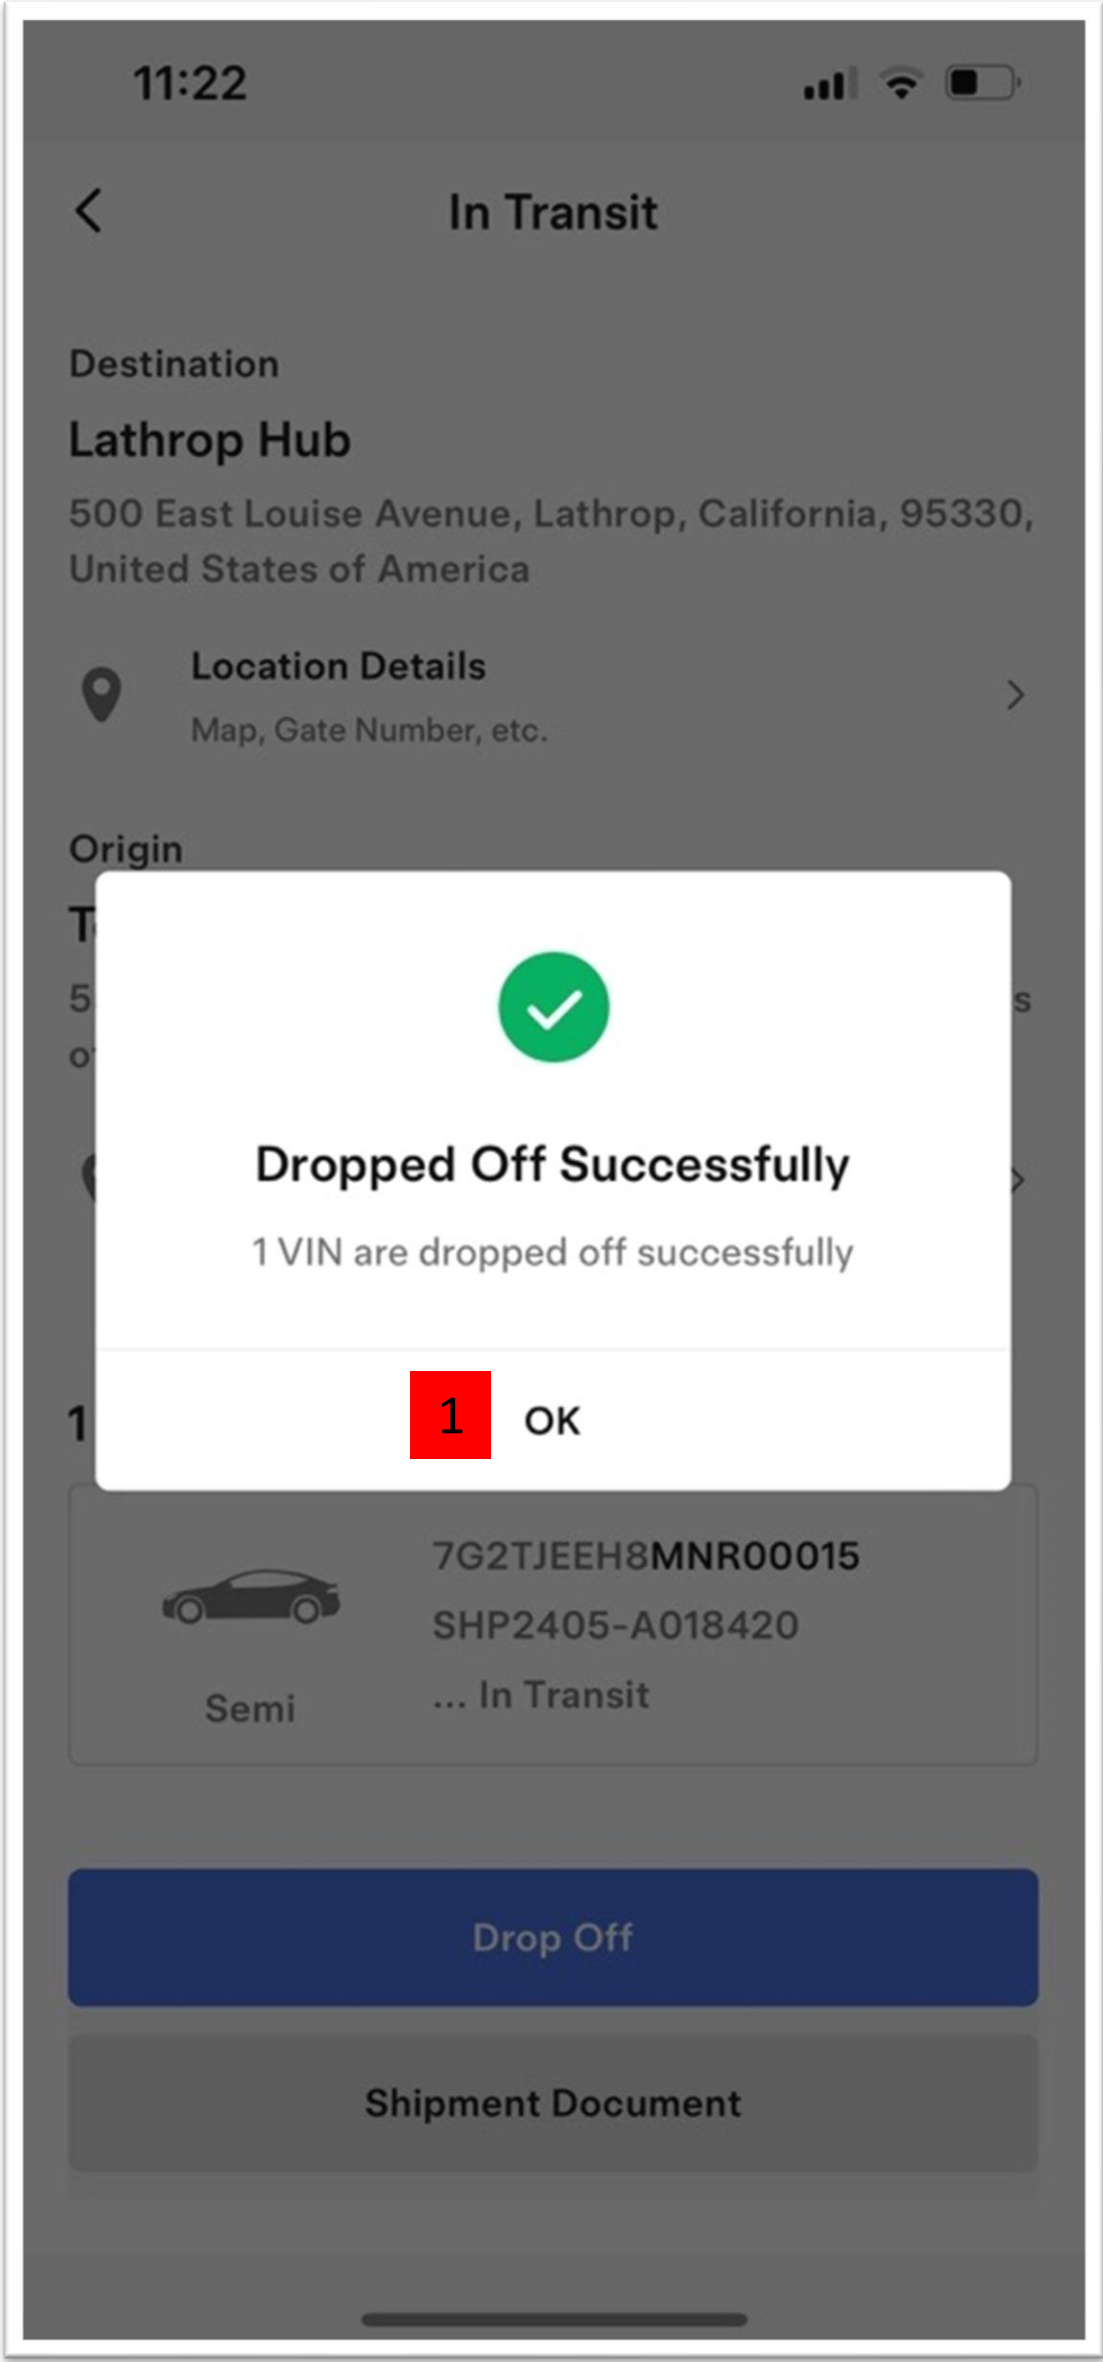 11:22
In Transit
Destination
Lathrop Hub
500 East Louise Avenue, Lathrop, California, 95330,
United States of America
Location Details
Map, Gate Number, etc.
Origin
Dropped Off Successfully
1 VIN are dropped off successfully
1 OK
1
7G2TJEEH8MNR00015
SHP2405-A018420
... In Transit
Semi
Drop Off
Shipment Document